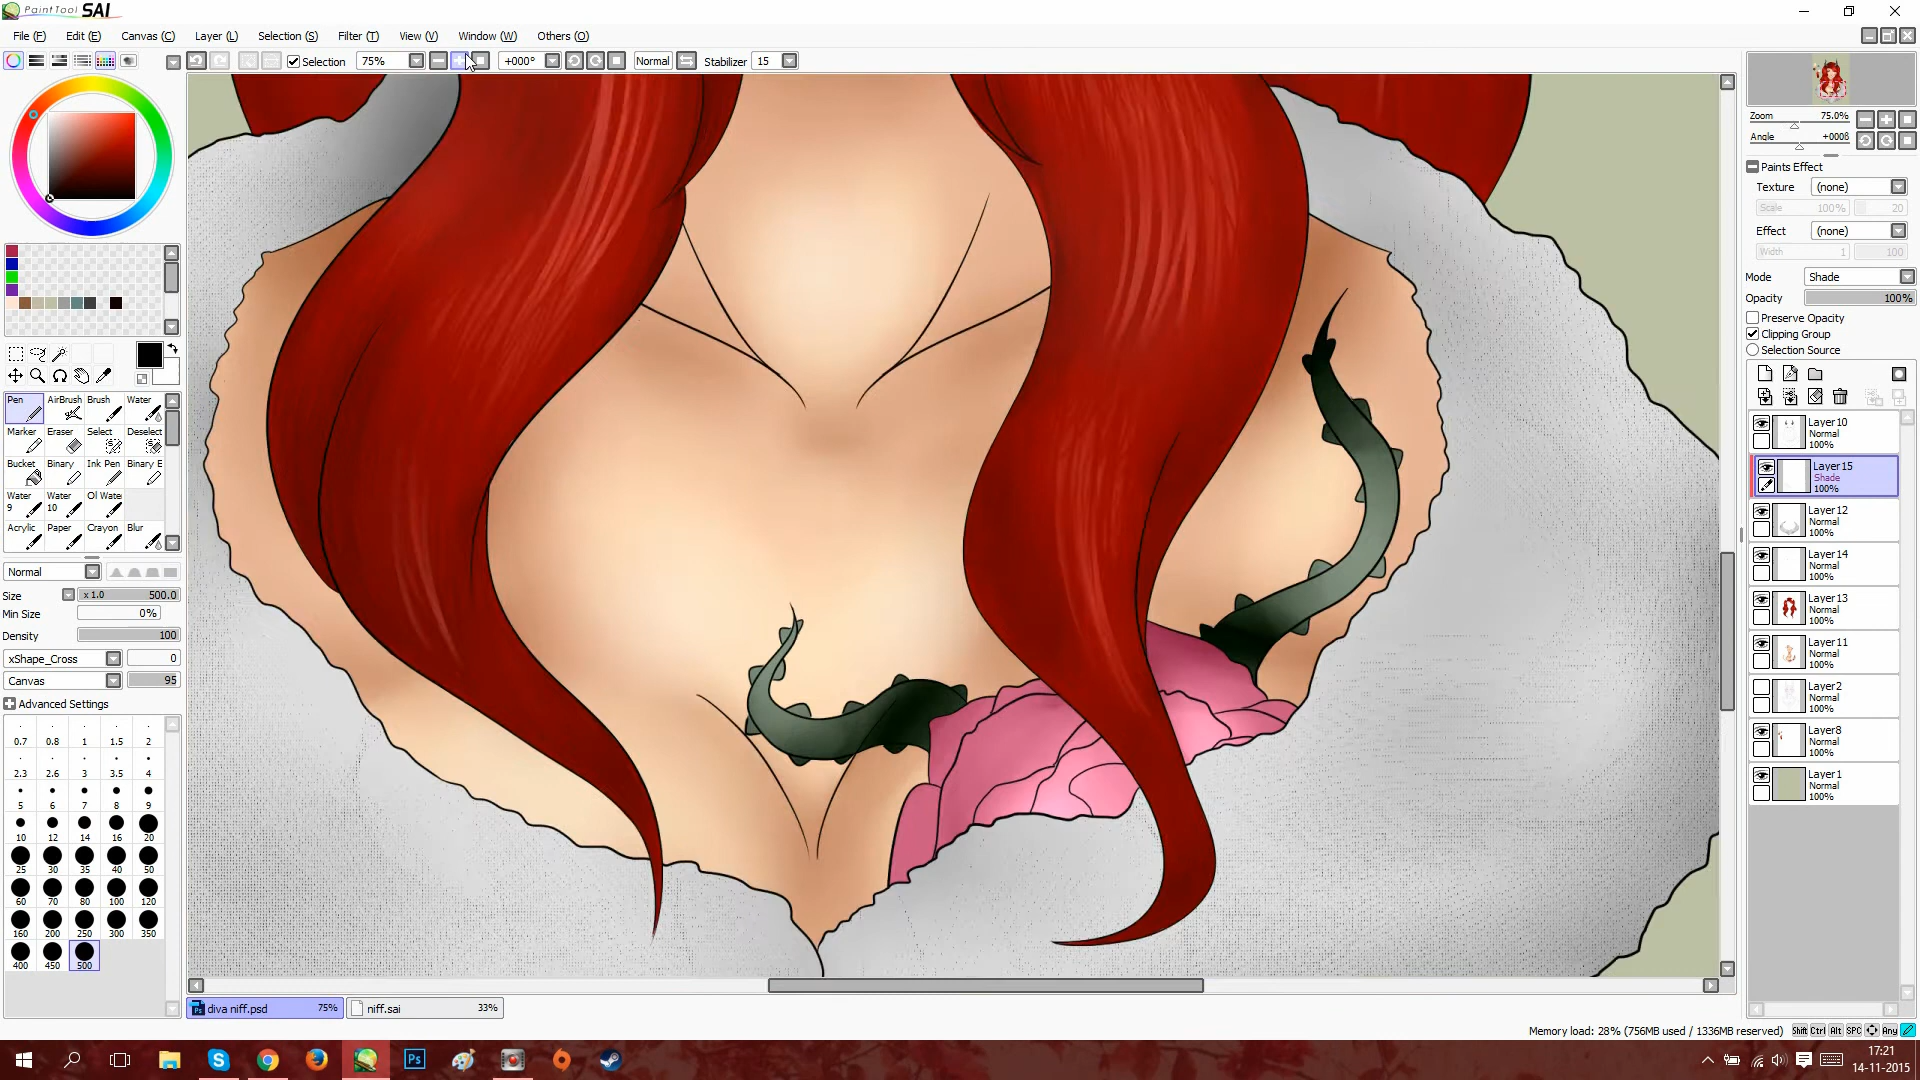 PaintTool SAI
File (F) Edit (E) Canvas (C) Layer (L) Selection (S) Filter (T) View (V) Window (W) Others (O)
Selection 75% +000° Normal Stabilizer 15
Zoom 75.0%
Angle +000ß
Paints Effect
Texture (none)
Scale 100% 20
Effect (none)
Width 1 100
Mode Shade
Opacity 100%
Preserve Opacity
Clipping Group
Selection Source
Pen AirBrush Brush Water
Marker Eraser Select Deselect
Bucket Binary Ink Pen Binary E
Water 9 Water 10 Ol Wate
Acrylic Paper Crayon Blur
Normal
Size x 1.0 500.0
Min Size 0%
Density 100
xShape_Cross 0
Canvas 95
Advanced Settings
0.7 0.8 1 1.5 2
2.3 2.6 3 3.5 4
5 6 7 8 9
10 12 14 16 20
25 30 35 40 50
60 70 80 100 120
160 200 250 300 350
400 450 500
Layer10
Normal
100%
Layer15
Shade
100%
Layer12
Normal
100%
Layer14
Normal
100%
Layer13
Normal
100%
Layer11
Normal
100%
Layer2
Normal
100%
Layer8
Normal
100%
Layer1
Normal
100%
diva niff.psd 75% niff.sai 33%
Memory load: 28% (756MB used / 1336MB reserved) Shift Ctrl Alt SPC Any
Ps
17:21
14-11-2015